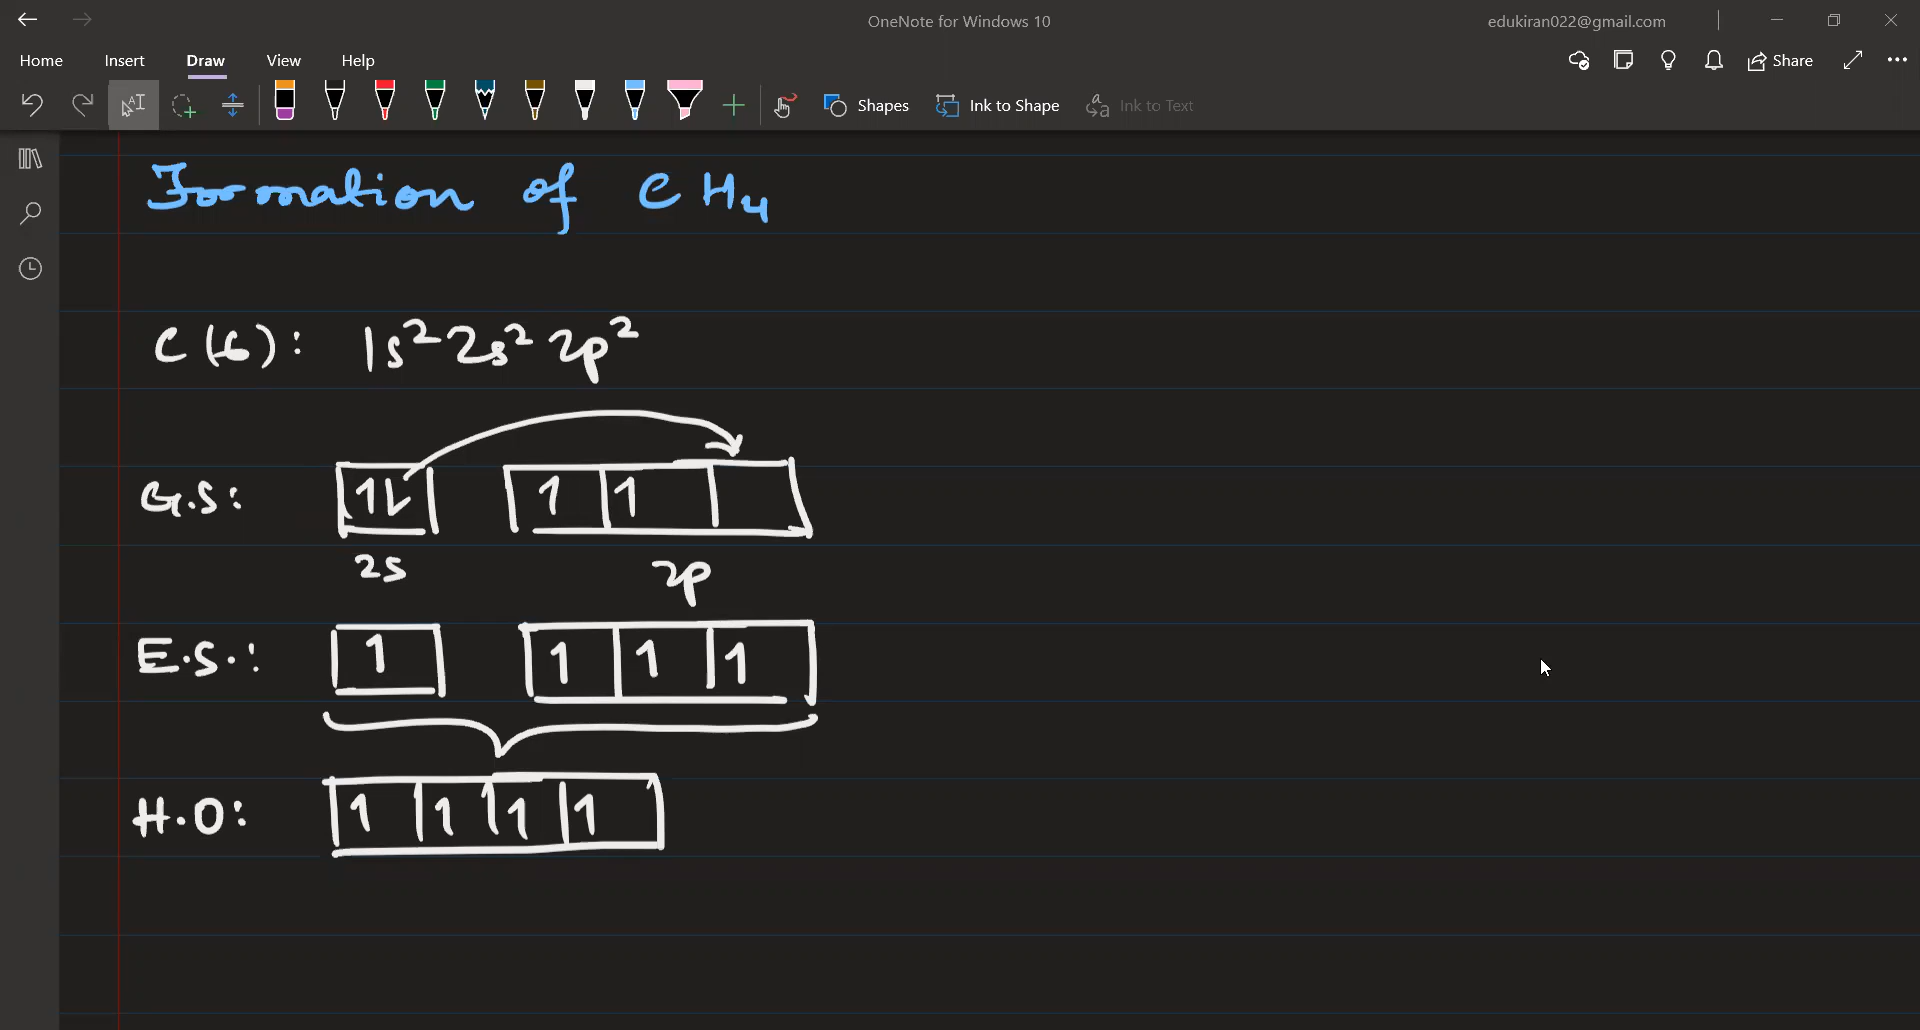 OneNote for Windows 10
edukiran022@gmail.com
Home Insert Draw View Help
Share
Shapes Ink to Shape Ink to Text
Formation of CH₄
C (6): 1s² 2s² 2p²
G.S: 1⇂ 1 1
2s 2p
E.S.: 1 1 1 1
H.O: 1 1 1 1